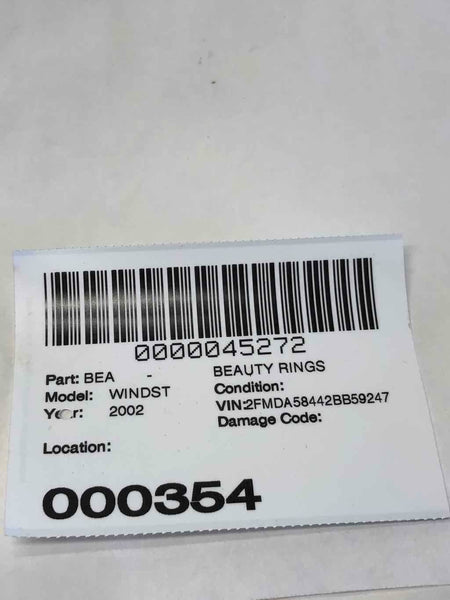 0000045272
Part: BEA - BEAUTY RINGS
Model: WINDST Condition:
Year: 2002 VIN:2FMDA58442BB59247
Damage Code:
Location:
000354